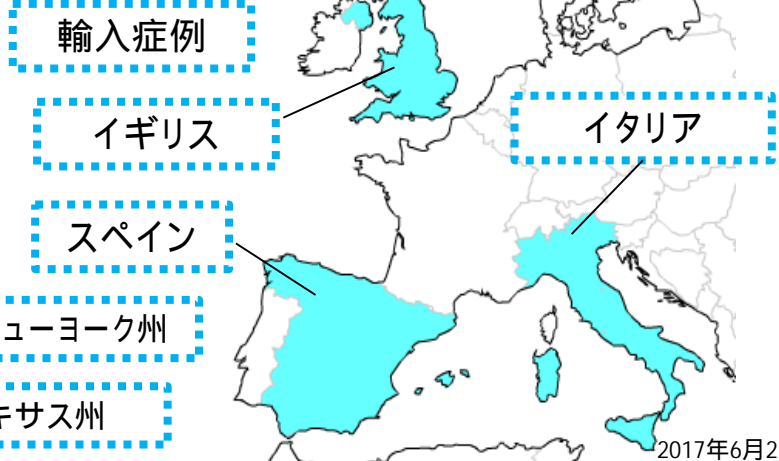 輸入症例
イギリス
イタリア
スペイン
ューヨーク州
キサス州
2017年6月2